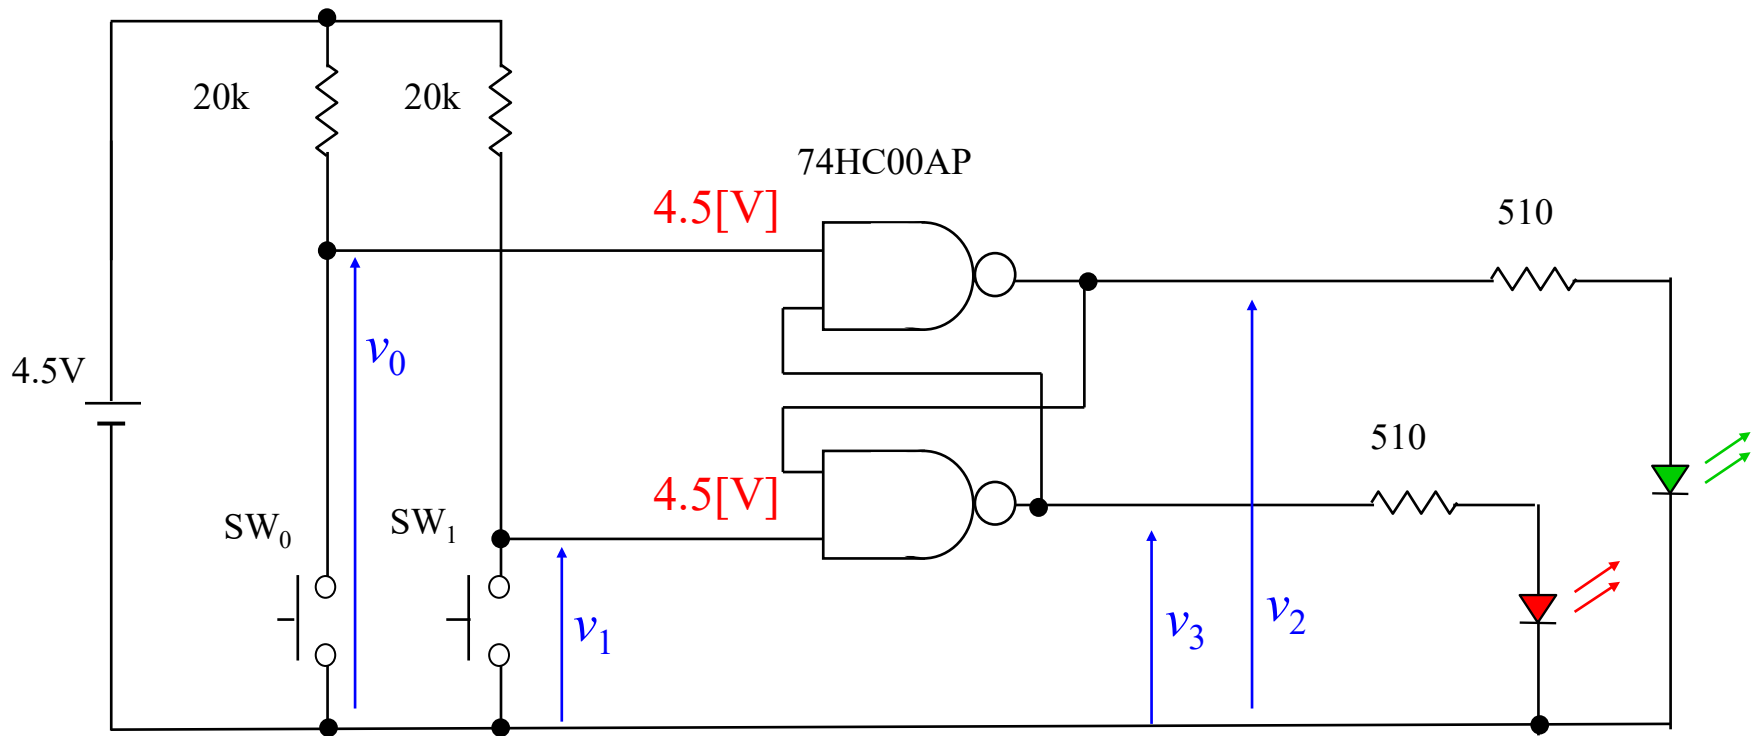 20k
20k
74HC00AP
4.5[V]
510
v₀
4.5V
510
4.5[V]
SW₀
SW₁
v₁
v₃
v₂